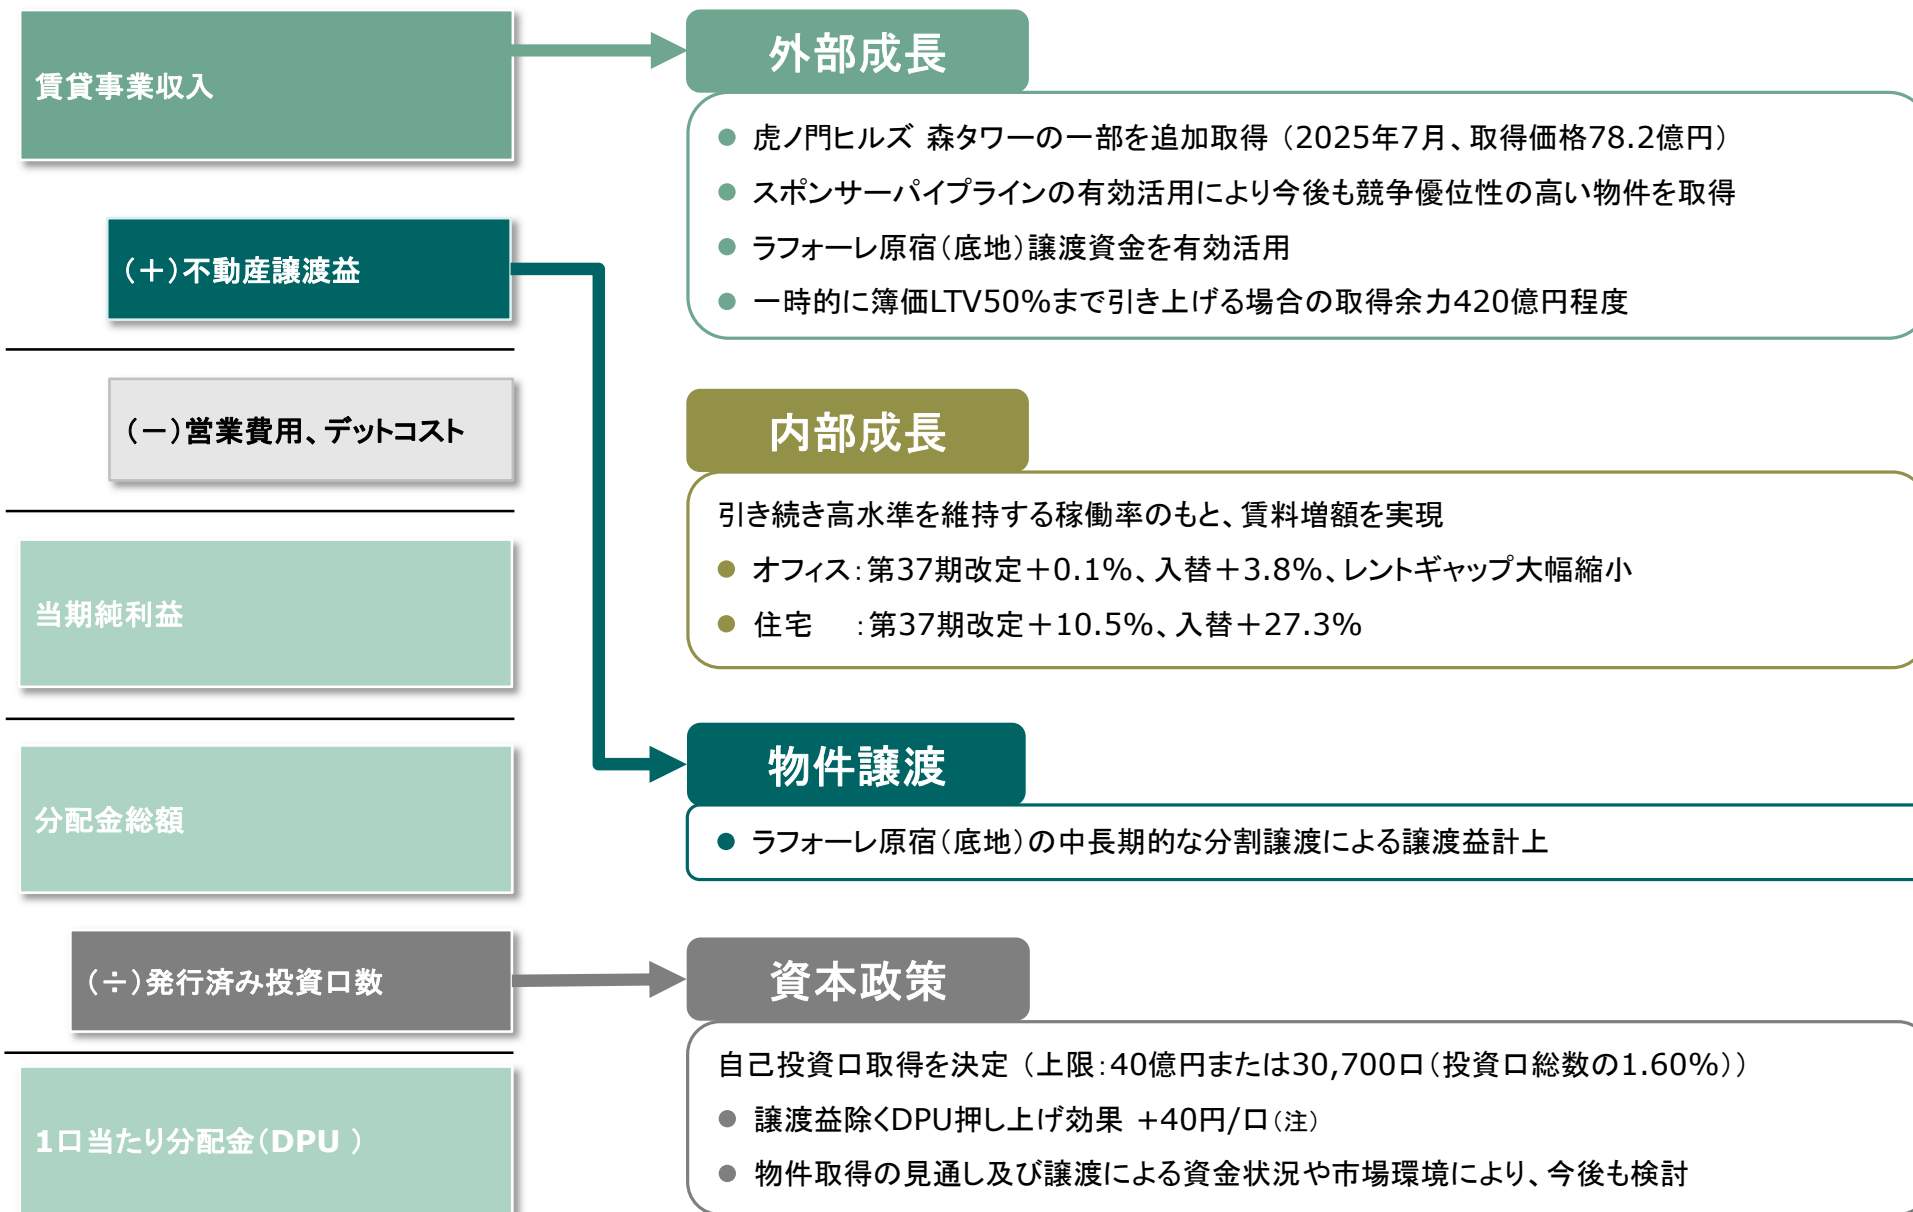 賃貸事業収入
（＋）不動産譲渡益
（－）営業費用、デットコスト
当期純利益
分配金総額
（÷）発行済み投資口数
1口当たり分配金（DPU ）
外部成長
● 虎ノ門ヒルズ 森タワーの一部を追加取得 （2025年7月、取得価格78.2億円）
● スポンサーパイプラインの有効活用により今後も競争優位性の高い物件を取得
● ラフォーレ原宿（底地）譲渡資金を有効活用
● 一時的に簿価LTV50%まで引き上げる場合の取得余力420億円程度
内部成長
引き続き高水準を維持する稼働率のもと、賃料増額を実現
● オフィス：第37期改定＋0.1%、入替＋3.8%、レントギャップ大幅縮小
● 住宅　：第37期改定＋10.5%、入替＋27.3%
物件譲渡
● ラフォーレ原宿（底地）の中長期的な分割譲渡による譲渡益計上
資本政策
自己投資口取得を決定 （上限：40億円または30,700口（投資口総数の1.60%））
● 譲渡益除くDPU押し上げ効果 +40円/口（注）
● 物件取得の見通し及び譲渡による資金状況や市場環境により、今後も検討